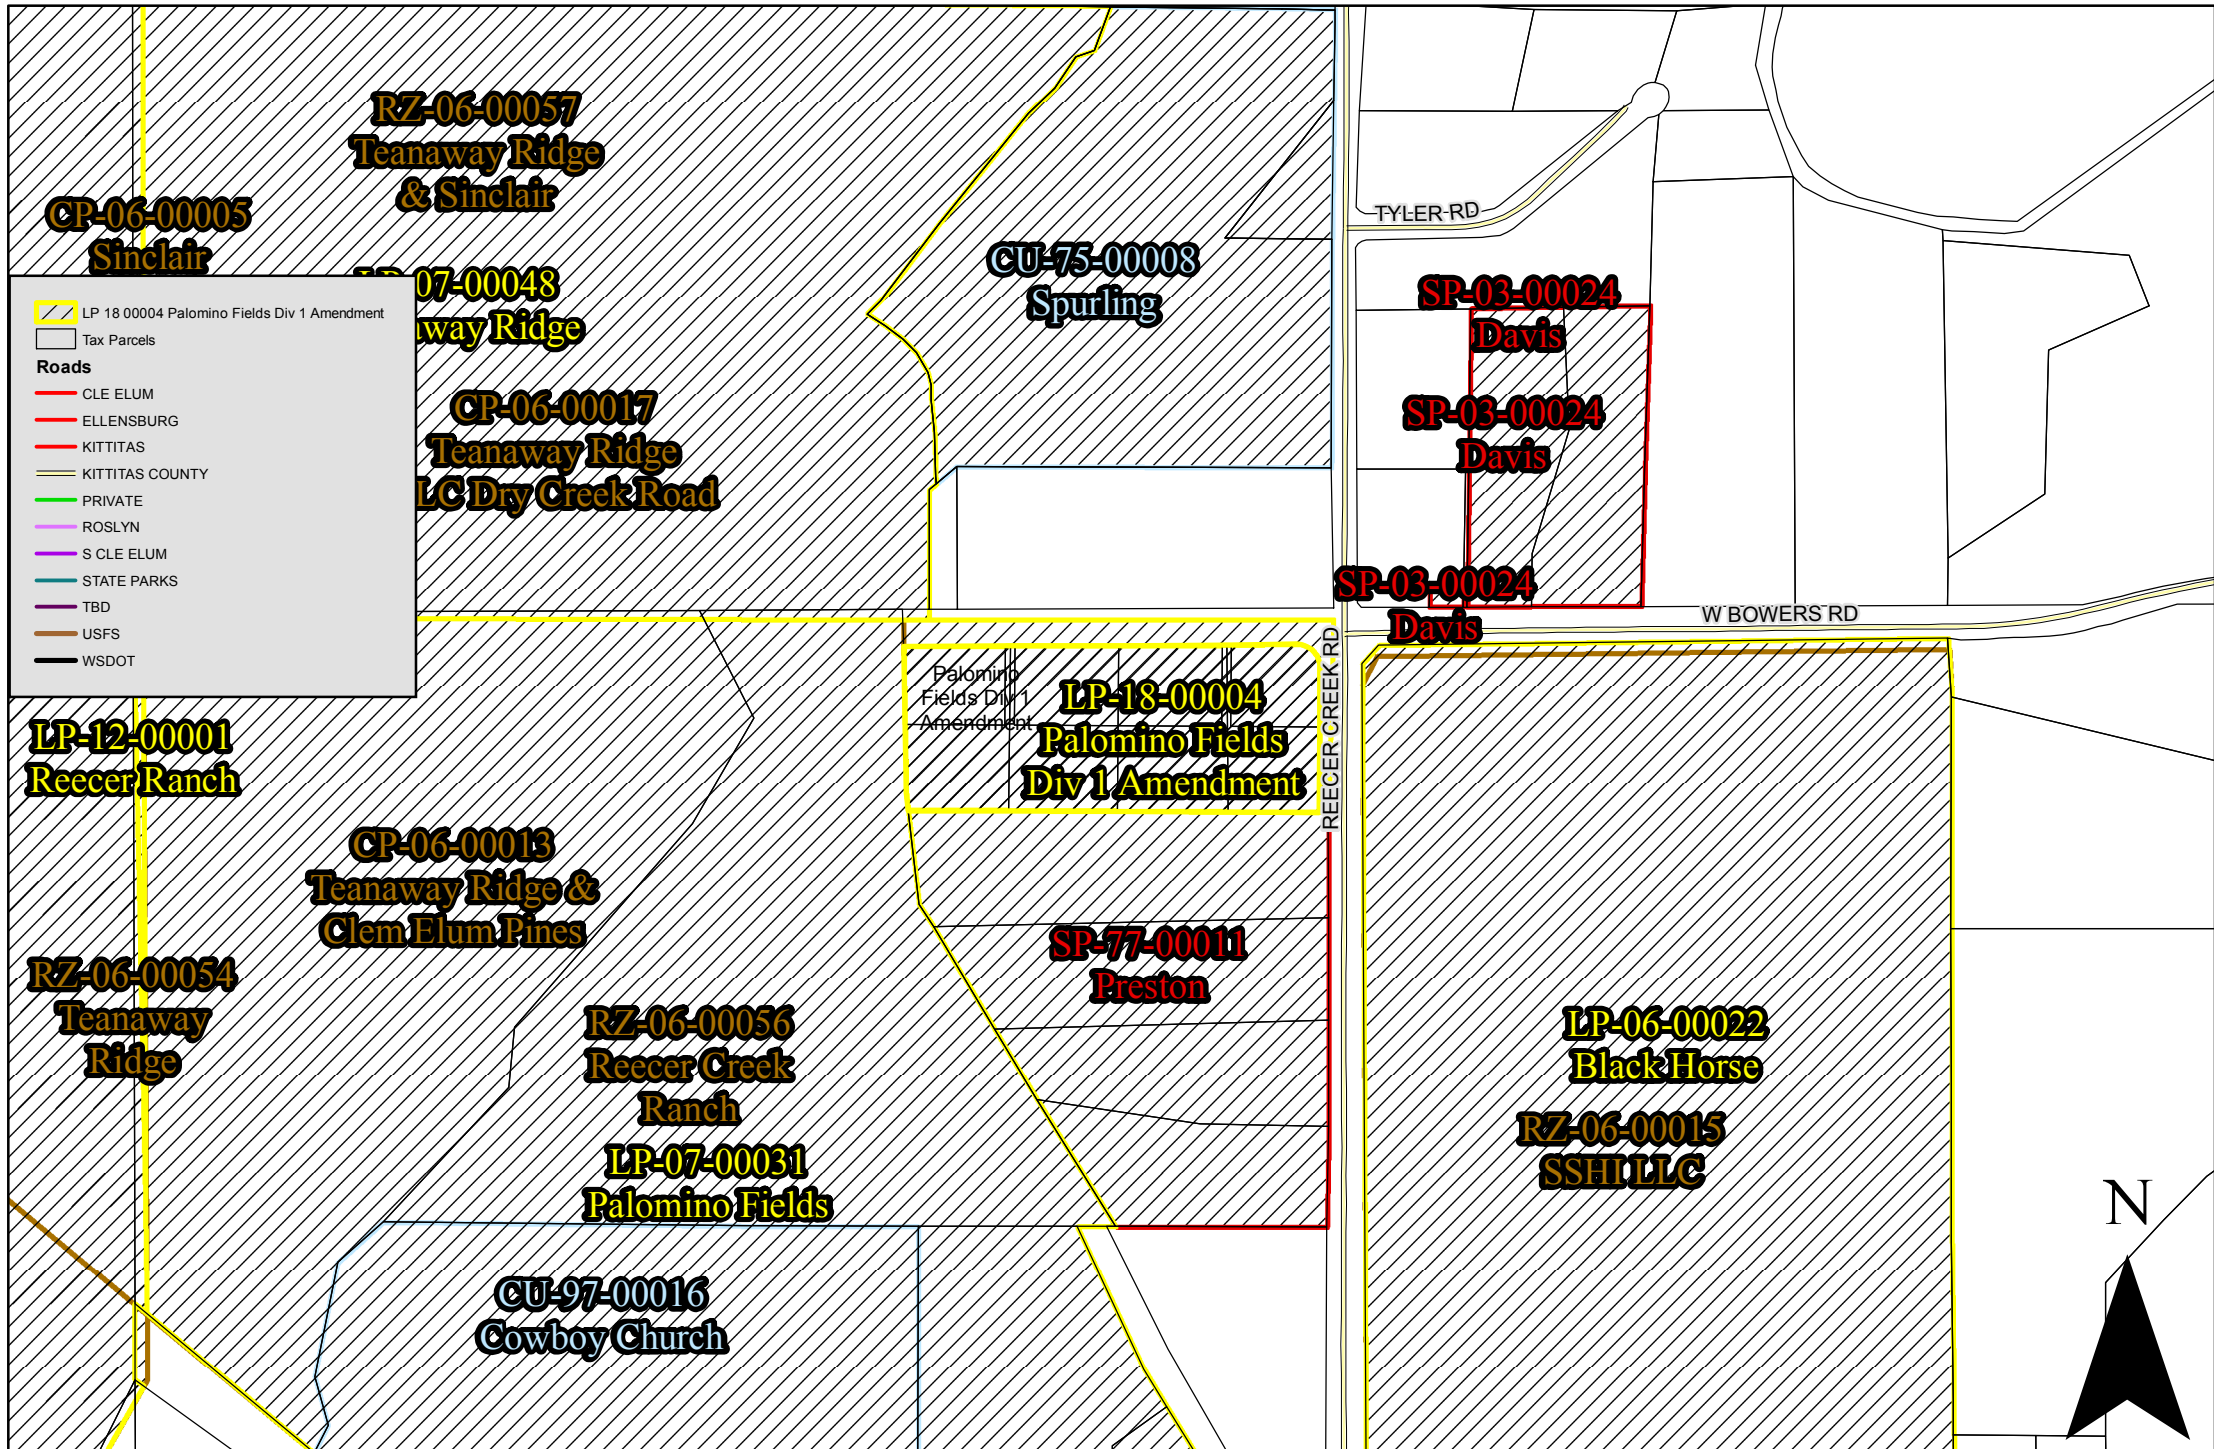 RZ-06-00057
Teanaway Ridge
& Sinclair
CP-06-00005
Sinclair
TYLER RD
CU-75-00008
Spurling
07-00048
Ridge
SP-03-00024
Davis
LP 18 00004 Palomino Fields Div 1 Amendment
Tax Parcels
Roads
CLE ELUM
ELLENSBURG
KITTITAS
KITTITAS COUNTY
PRIVATE
ROSLYN
S CLE ELUM
STATE PARKS
TBD
USFS
WSDOT
CP-06-00017
Teanaway Ridge
LC Dry Creek Road
SP-03-00024
Davis
SP-03-00024
Davis
W BOWERS RD
REECER CREEK RD
Palomino
Fields Div 1
Amendment
LP-18-00004
Palomino Fields
Div 1 Amendment
LP-12-00001
Reecer Ranch
CP-06-00013
Teanaway Ridge &
Clem Elum Pines
SP-77-00011
Preston
RZ-06-00054
Teanaway
Ridge
RZ-06-00056
Reecer Creek
Ranch
LP-06-00022
Black Horse
RZ-06-00015
SSHI LLC
LP-07-00031
Palomino Fields
CU-97-00016
Cowboy Church
N